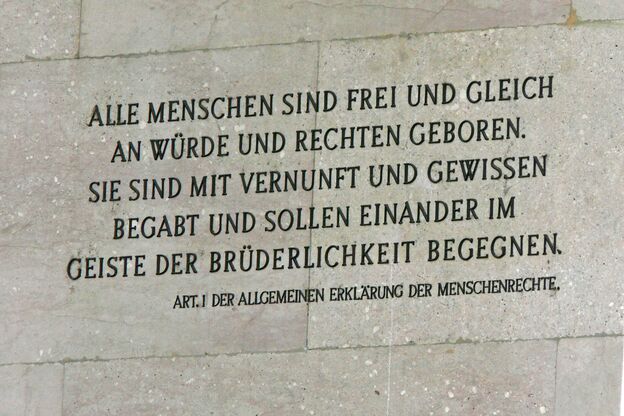 ALLE MENSCHEN SIND FREI UND GLEICH
AN WÜRDE UND RECHTEN GEBOREN.
SIE SIND MIT VERNUNFT UND GEWISSEN
BEGABT UND SOLLEN EINANDER IM
GEISTE DER BRÜDERLICHKEIT BEGEGNEN.
ART. 1 DER ALLGEMEINEN ERKLÄRUNG DER MENSCHENRECHTE.